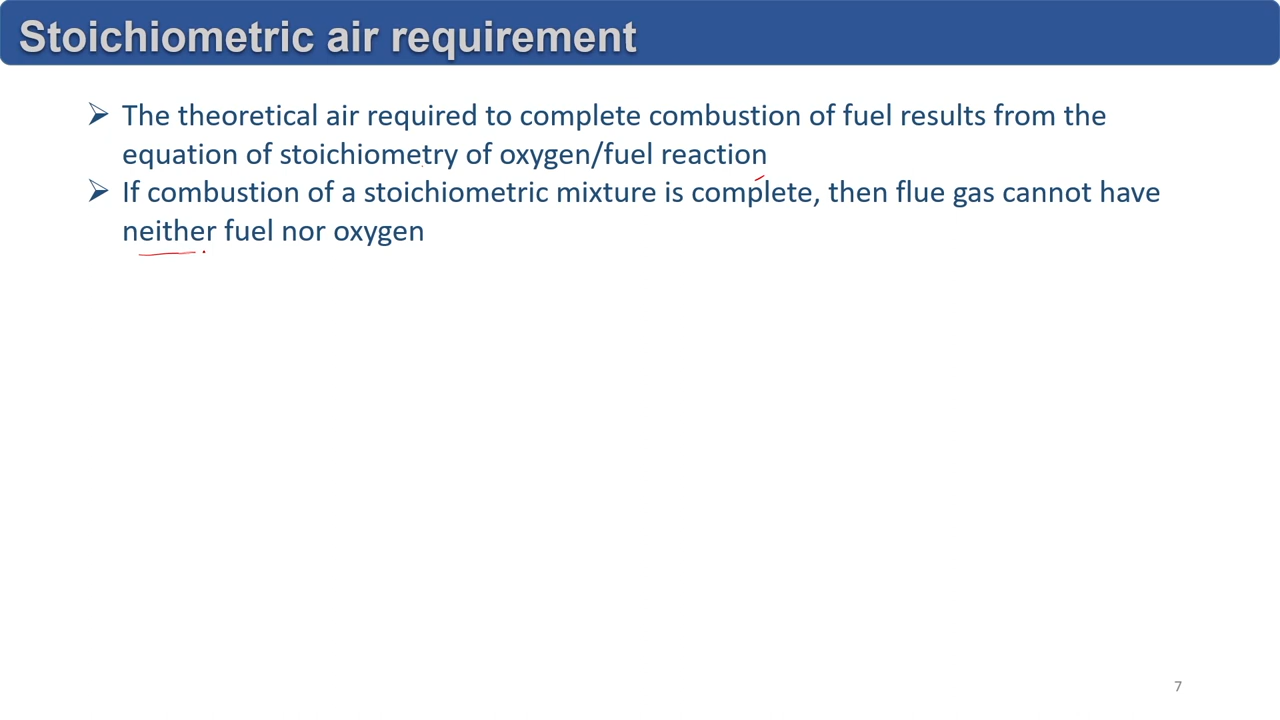 Stoichiometric air requirement
➢ The theoretical air required to complete combustion of fuel results from the
equation of stoichiometry of oxygen/fuel reaction
➢ If combustion of a stoichiometric mixture is complete, then flue gas cannot have
neither fuel nor oxygen
7